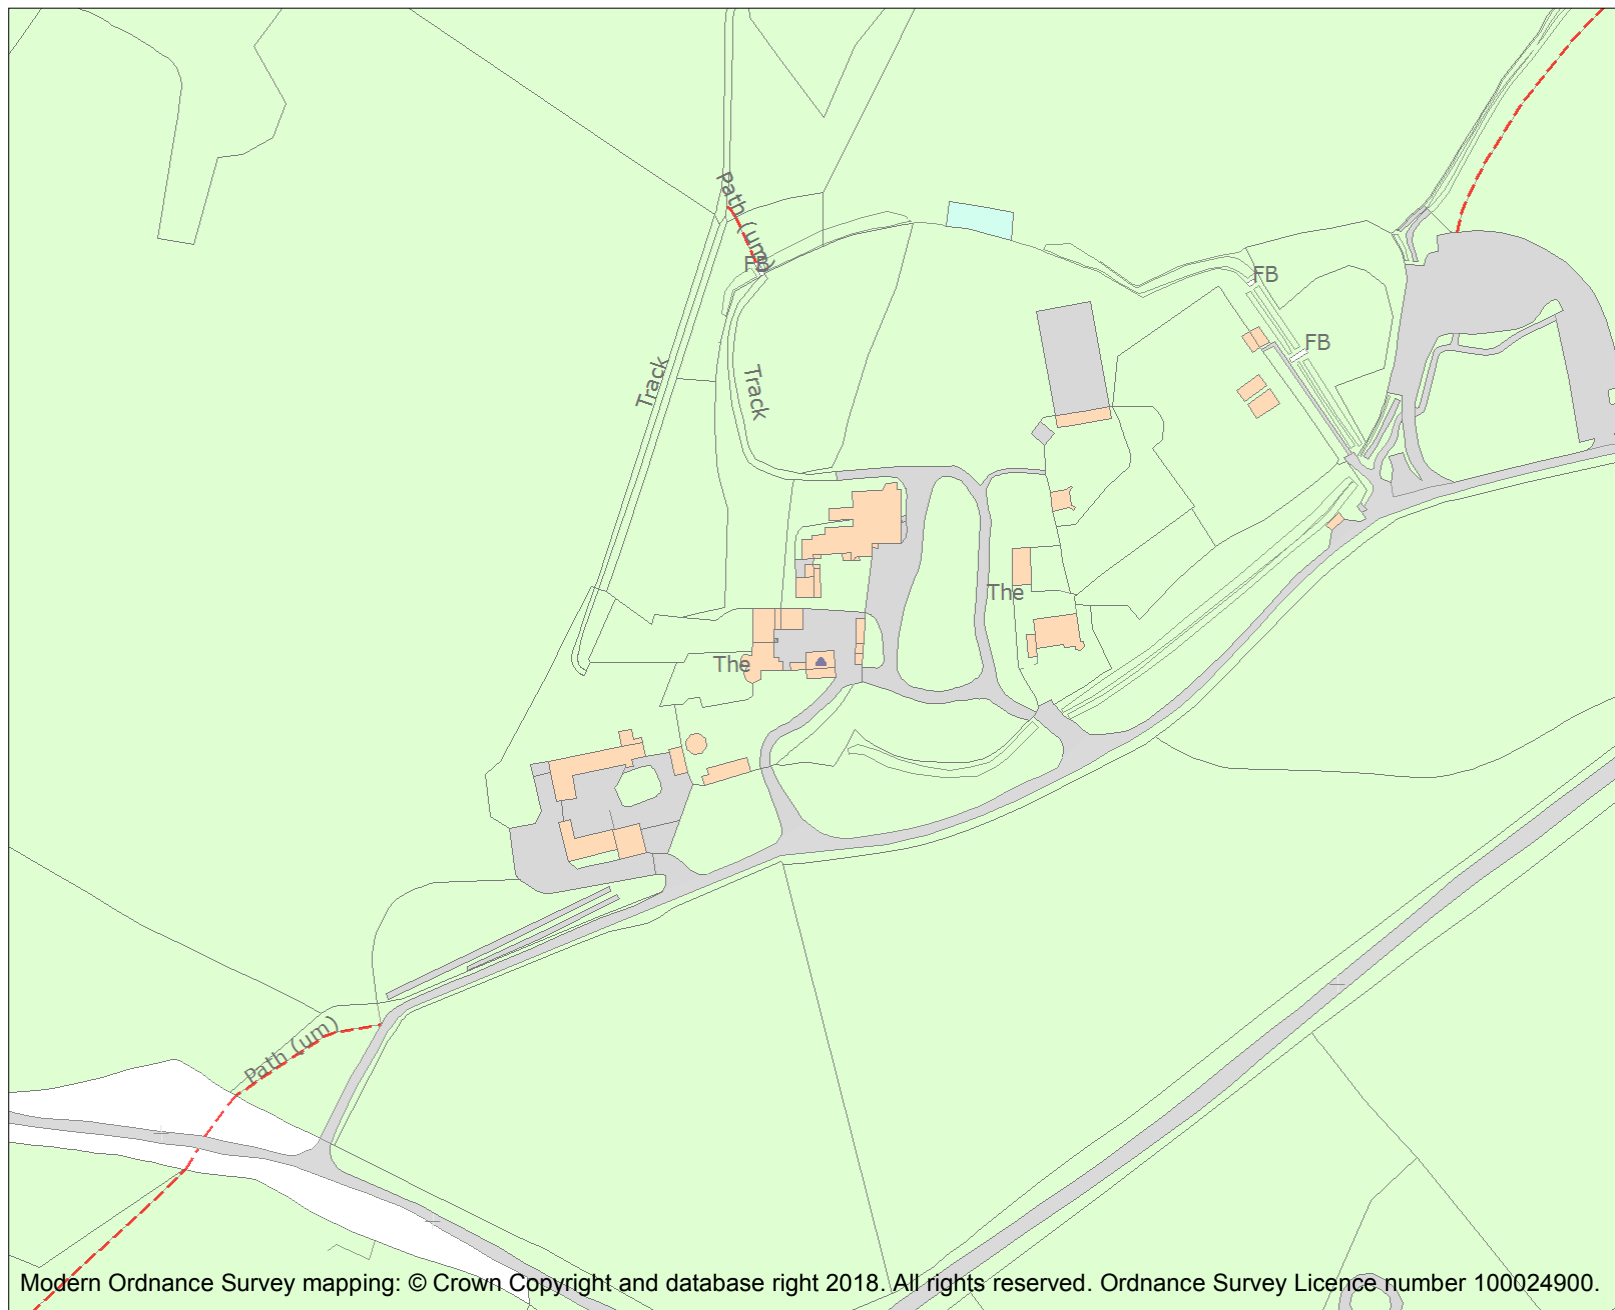 Path (um)
FB
FB
FB
Track
Track
The
The
Path (um)
Modern Ordnance Survey mapping: © Crown Copyright and database right 2018. All rights reserved. Ordnance Survey Licence number 100024900.